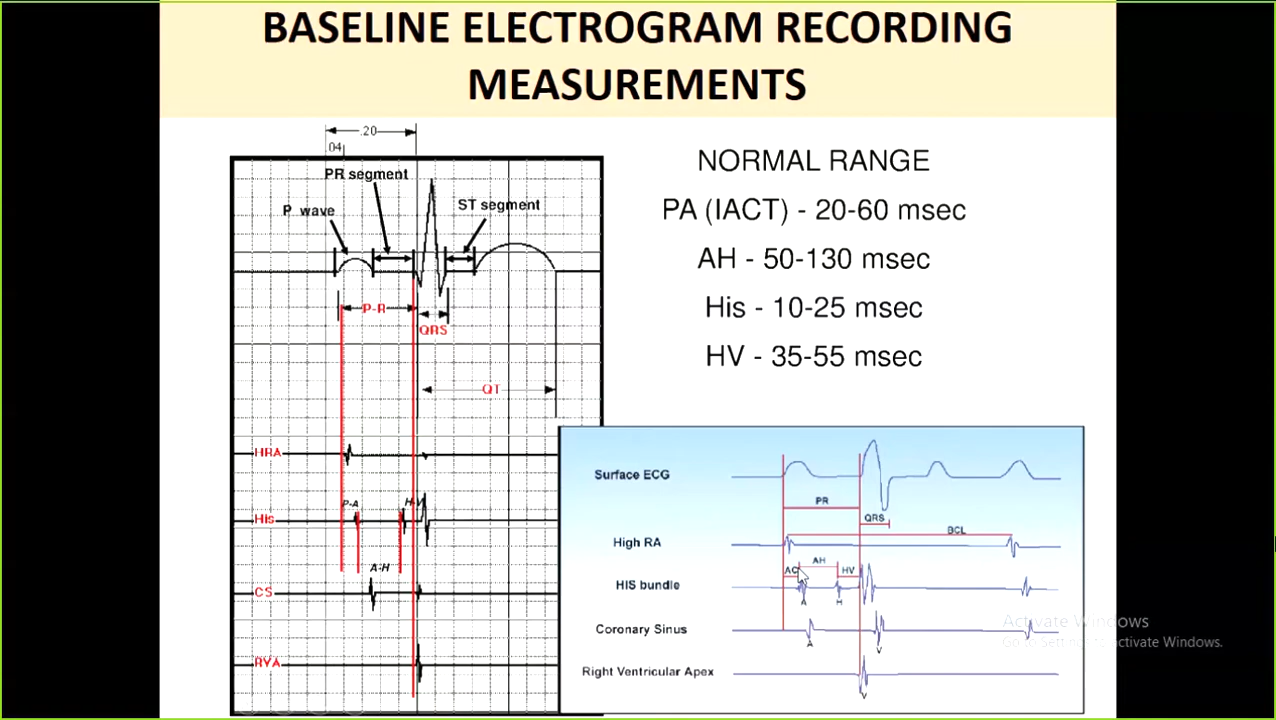 BASELINE ELECTROGRAM RECORDING
MEASUREMENTS
.20
.04
PR segment
P wave
ST segment
P-R
QRS
QT
HRA
P-A
H-V
His
A-H
CS
RVA
NORMAL RANGE
PA (IACT) - 20-60 msec
AH - 50-130 msec
His - 10-25 msec
HV - 35-55 msec
Surface ECG
PR
QRS
BCL
High RA
AH
HV
HIS bundle
A
H
Coronary Sinus
A
V
Right Ventricular Apex
V
Activate Windows
Go to Settings to activate Windows.